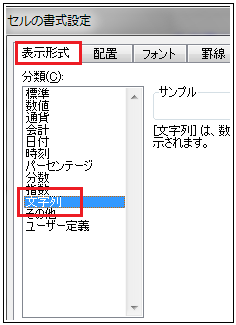 セルの書式設定
表示形式 配置 フォント 罫線
分類(C):
標準
数値
通貨
会計
日付
時刻
パーセンテージ
分数
指数
文字列
その他
ユーザー定義
サンプル
[文字列] は、数
示されます。